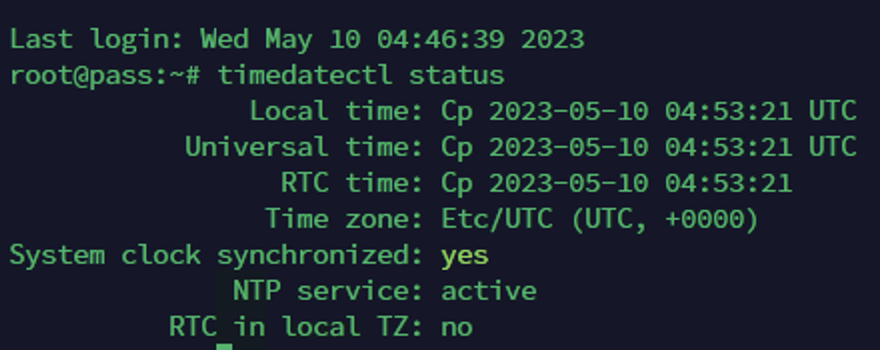 Last login: Wed May 10 04:46:39 2023
root@pass:~# timedatectl status
Local time: Ср 2023-05-10 04:53:21 UTC
Universal time: Ср 2023-05-10 04:53:21 UTC
RTC time: Ср 2023-05-10 04:53:21
Time zone: Etc/UTC (UTC, +0000)
System clock synchronized: yes
NTP service: active
RTC in local TZ: no